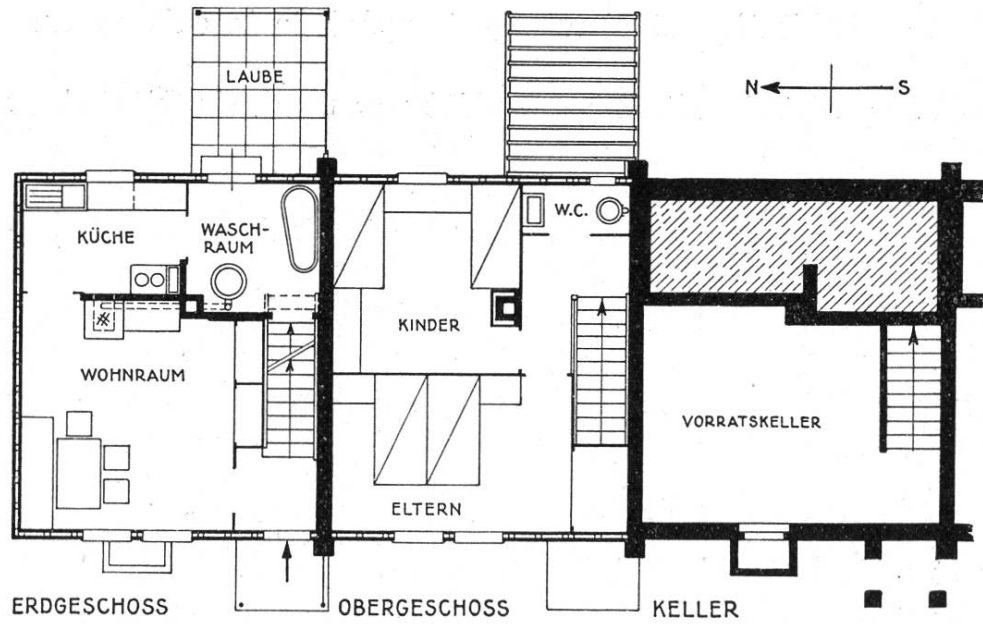 LAUBE
N S
KÜCHE
WASCH-
RAUM
W.C.
KINDER
WOHNRAUM
VORRATSKELLER
ELTERN
ERDGESCHOSS
OBERGESCHOSS
KELLER